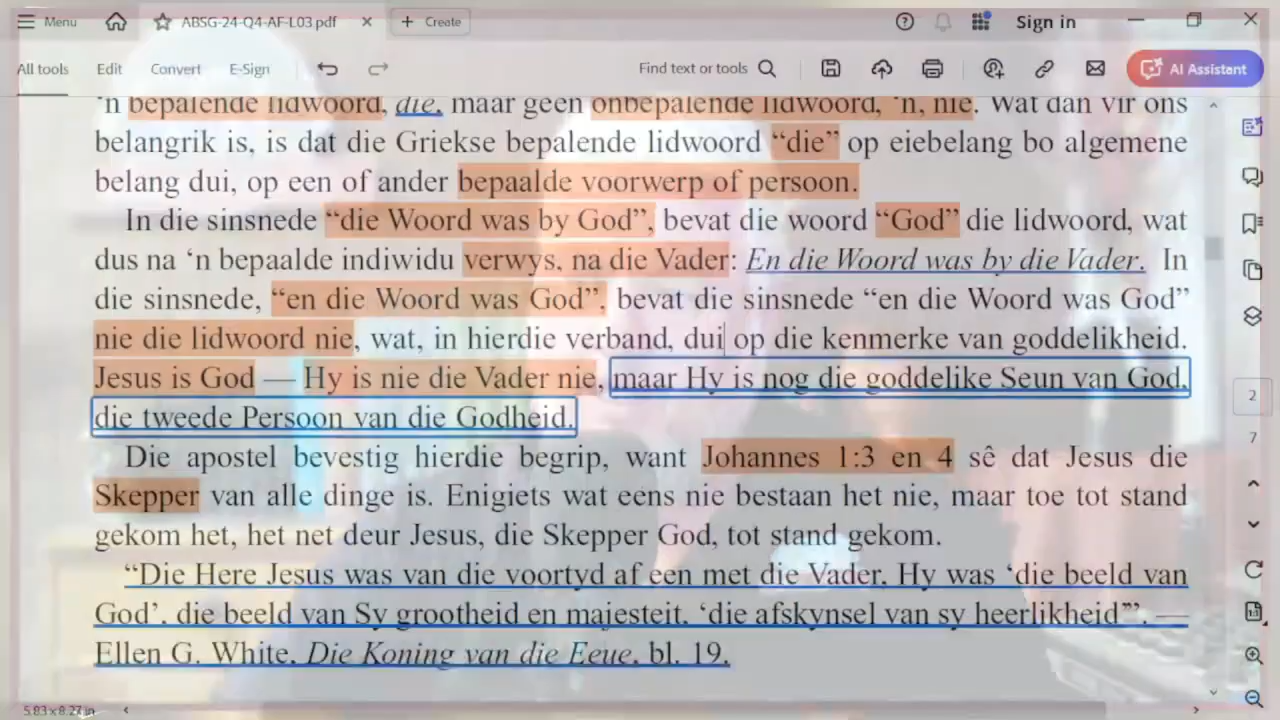 Menu
ABSG-24-Q4-AF-L03.pdf
Create
Sign in
All tools
Edit
Convert
E-Sign
Find text or tools
AI Assistant
‘n bepalende lidwoord, die, maar geen onbepalende lidwoord, ‘n, nie. Wat dan vir ons
belangrik is, is dat die Griekse bepalende lidwoord “die” op eiebelang bo algemene
belang dui, op een of ander bepaalde voorwerp of persoon.
In die sinsnede “die Woord was by God”, bevat die woord “God” die lidwoord, wat
dus na ‘n bepaalde indiwidu verwys, na die Vader: En die Woord was by die Vader. In
die sinsnede, “en die Woord was God”, bevat die sinsnede “en die Woord was God”
nie die lidwoord nie, wat, in hierdie verband, dui op die kenmerke van goddelikheid.
Jesus is God — Hy is nie die Vader nie, maar Hy is nog die goddelike Seun van God,
die tweede Persoon van die Godheid.
Die apostel bevestig hierdie begrip, want Johannes 1:3 en 4 sê dat Jesus die
Skepper van alle dinge is. Enigiets wat eens nie bestaan het nie, maar toe tot stand
gekom het, het net deur Jesus, die Skepper God, tot stand gekom.
“Die Here Jesus was van die voortyd af een met die Vader, Hy was ‘die beeld van
God’, die beeld van Sy grootheid en majesteit, ‘die afskynsel van sy heerlikheid’”. —
Ellen G. White, Die Koning van die Eeue, bl. 19.
2
7
5.83 x 8.27 in